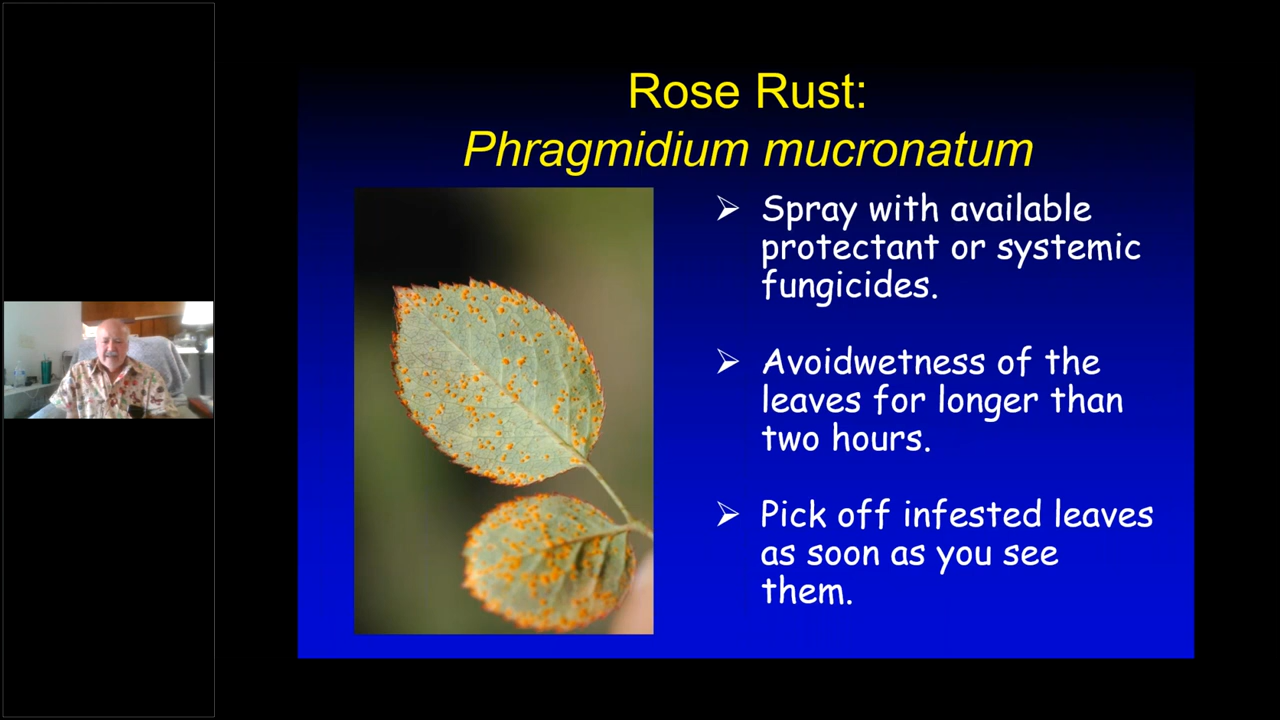 Rose Rust:
Phragmidium mucronatum
➢ Spray with available
protectant or systemic
fungicides.
➢ Avoidwetness of the
leaves for longer than
two hours.
➢ Pick off infested leaves
as soon as you see
them.